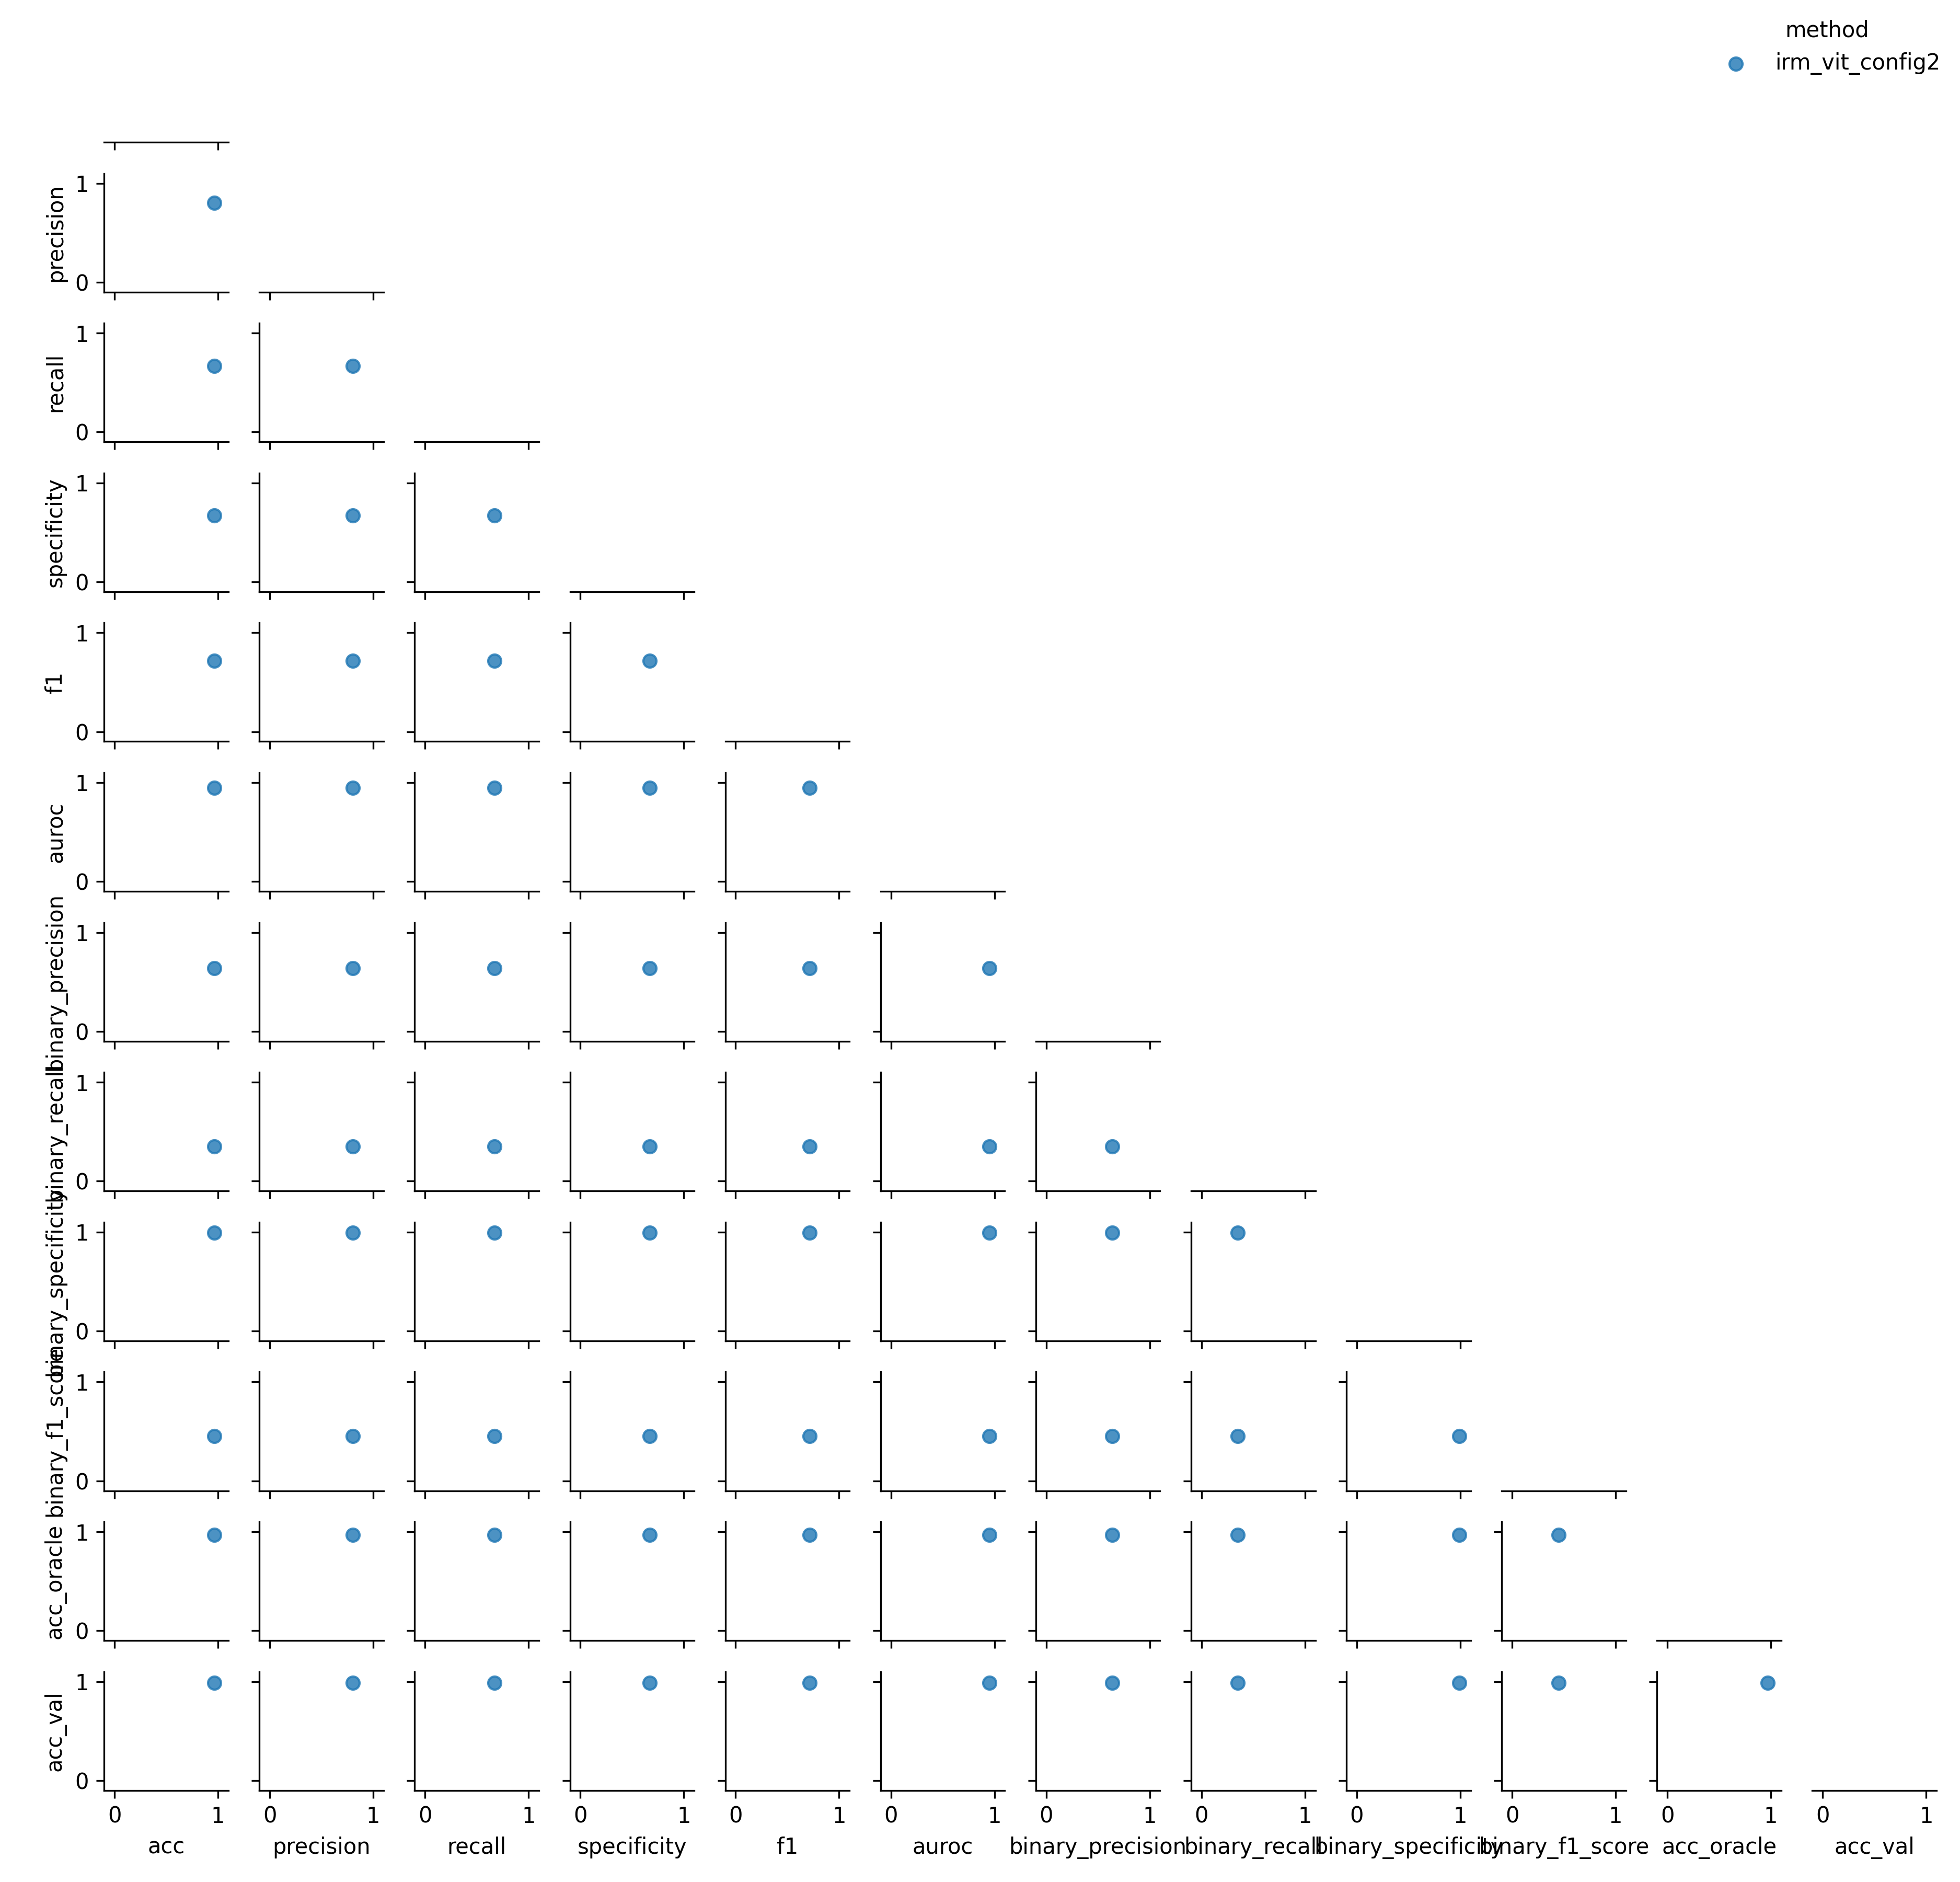 method
irm_vit_config2
precision
1
0
recall
1
0
specificity
1
0
f1
1
0
auroc
1
0
binary_precision
1
0
binary_recall
1
0
binary_specificity
1
0
binary_f1_score
1
0
acc_oracle
1
0
acc_val
1
0
0 1 0 1 0 1 0 1 0 1 0 1 0 1 0 1 0 1 0 1 0 1 0 1
acc precision recall specificity f1 auroc binary_precision binary_recall binary_specificity binary_f1_score acc_oracle acc_val